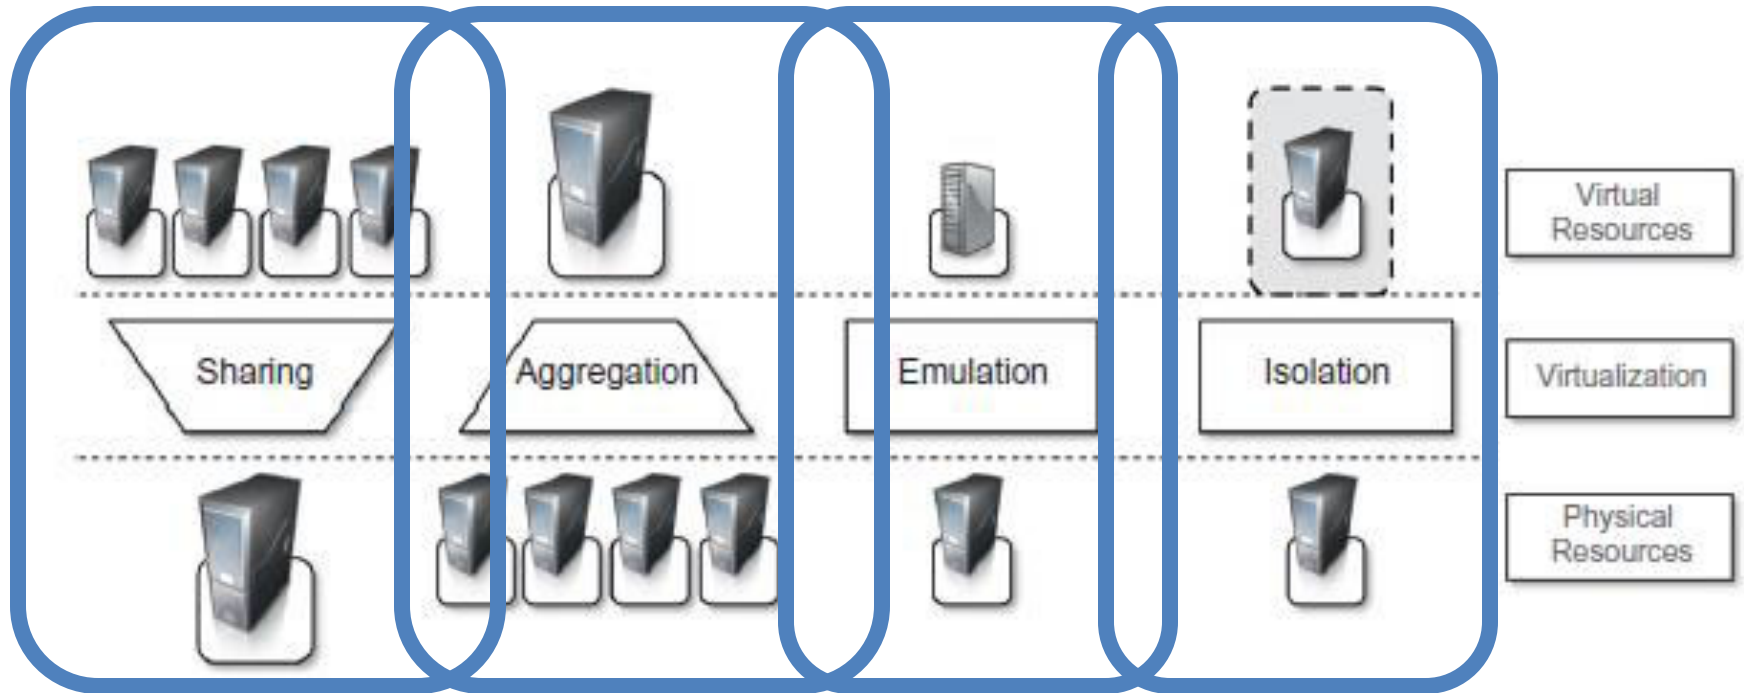 Virtual
Resources
Sharing
Aggregation
Emulation
Isolation
Virtualization
Physical
Resources